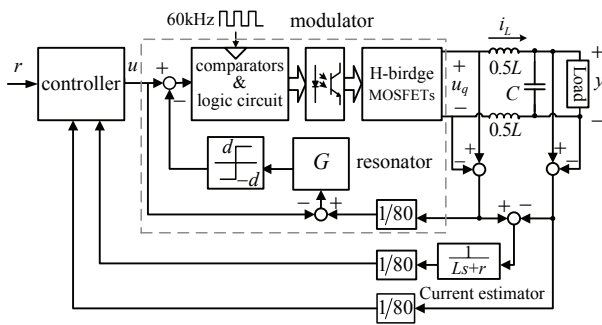 60kHz
modulator
i_L
r
controller
u
+
−
comparators
&
logic circuit
H-birdge
MOSFETs
+
u_q
−
0.5L
C
0.5L
Load
+
y
−
d
−d
G
resonator
+
−
+
−
−
+
1/80
+
−
1/80
1
Ls+r
1/80
Current estimator